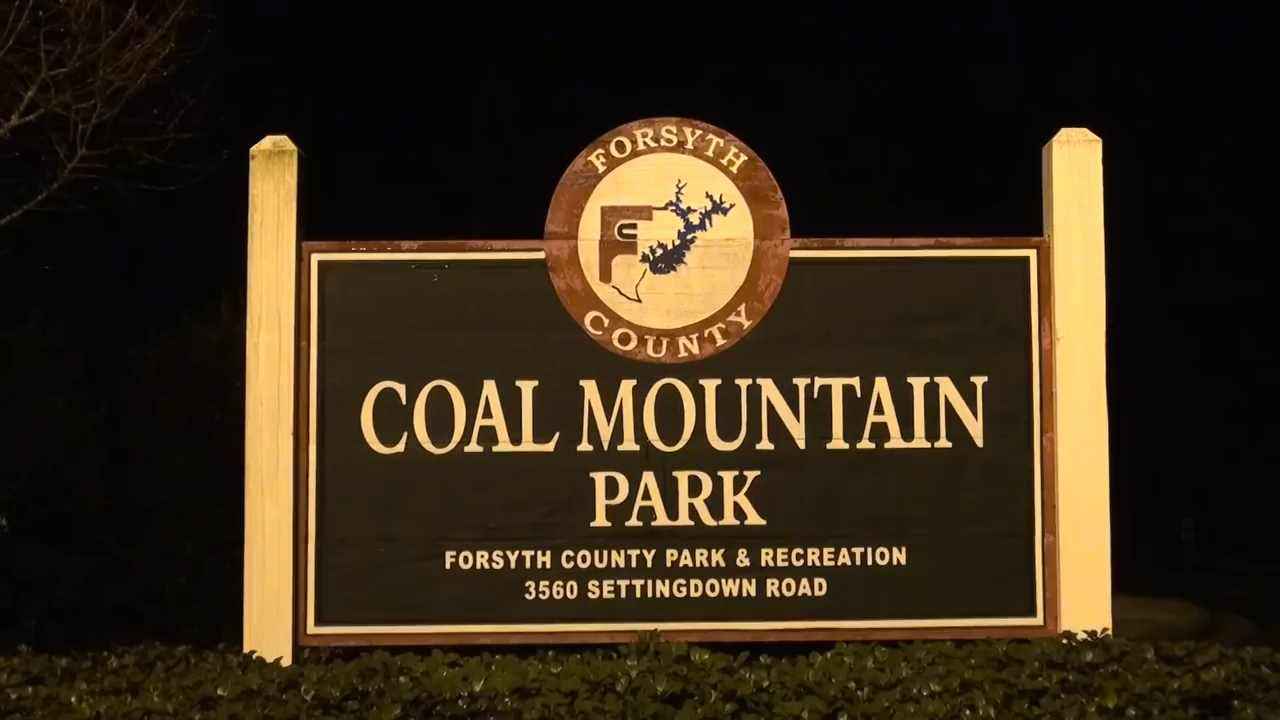 FORSYTH
COUNTY
COAL MOUNTAIN
PARK
FORSYTH COUNTY PARK & RECREATION
3560 SETTINGDOWN ROAD